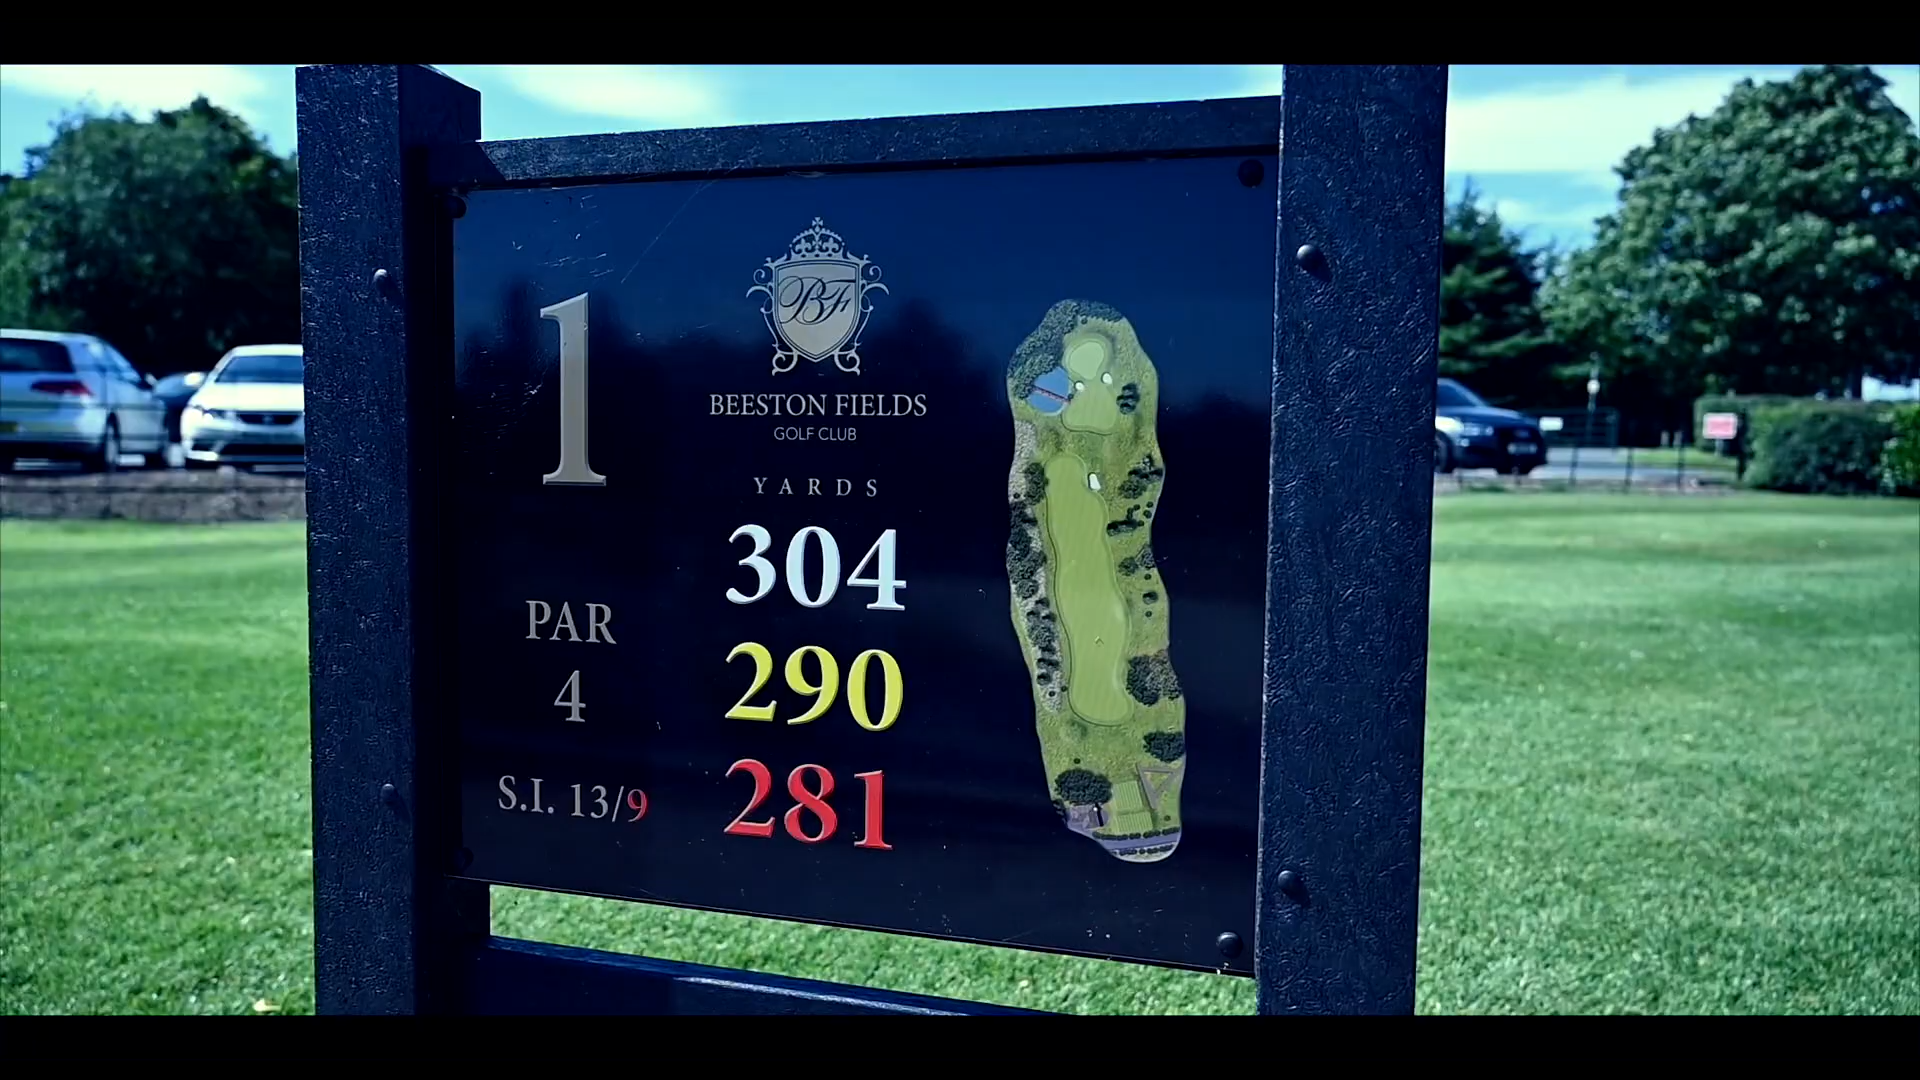 1
BF
BEESTON FIELDS
GOLF CLUB
YARDS
304
290
281
PAR
4
S.I. 13/9